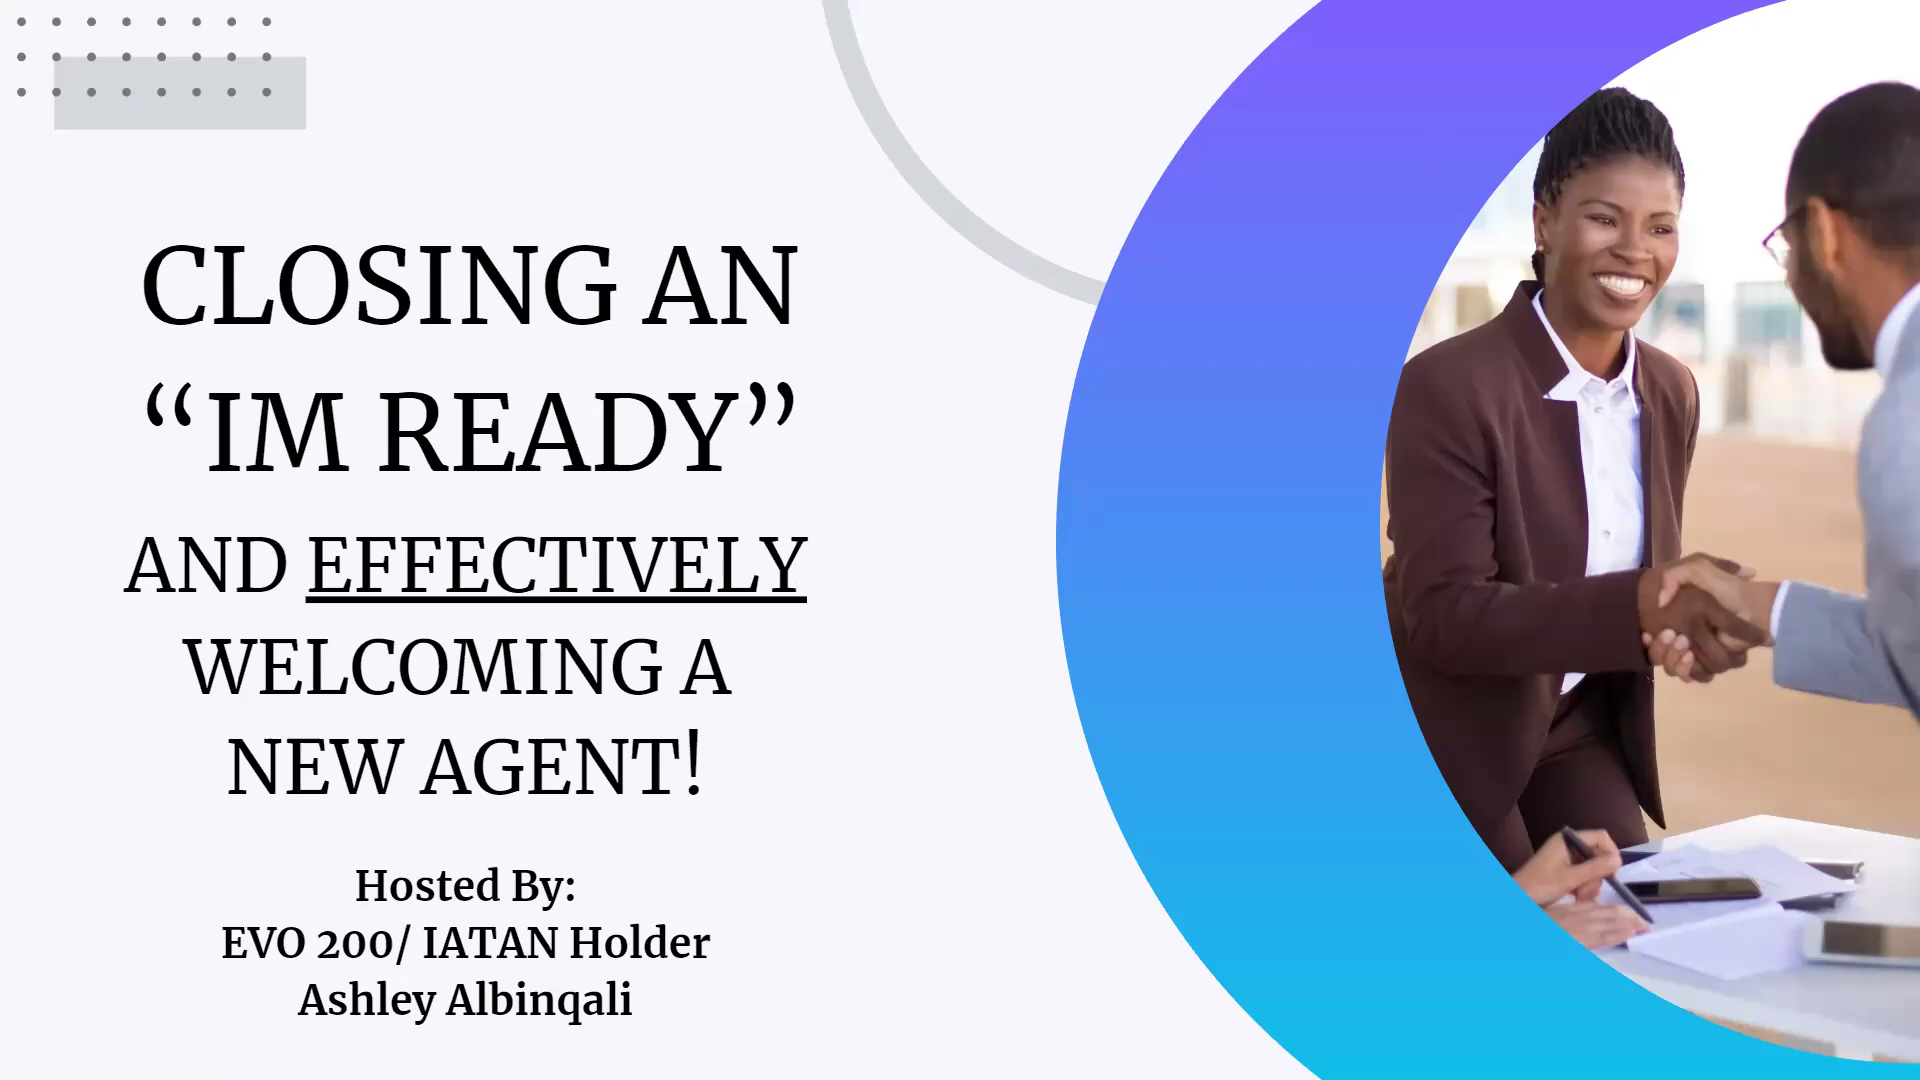 CLOSING AN
“IM READY”
AND EFFECTIVELY
WELCOMING A
NEW AGENT!
Hosted By:
EVO 200/ IATAN Holder
Ashley Albinqali